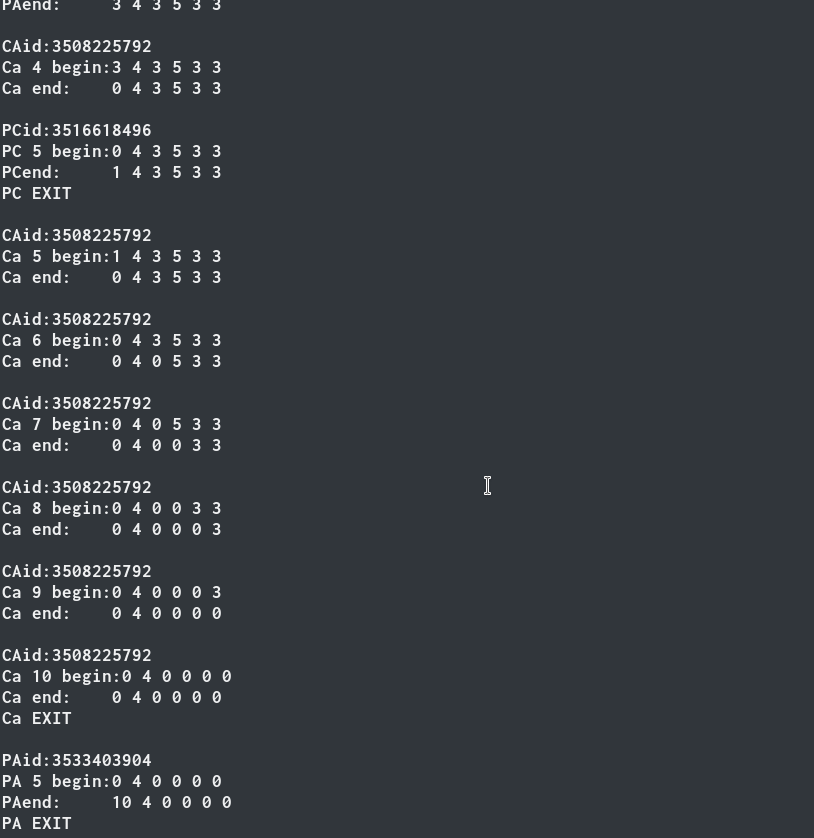 PAend:     3 4 3 5 3 3

CAid:3508225792
Ca 4 begin:3 4 3 5 3 3
Ca end:    0 4 3 5 3 3

PCid:3516618496
PC 5 begin:0 4 3 5 3 3
PCend:     1 4 3 5 3 3
PC EXIT

CAid:3508225792
Ca 5 begin:1 4 3 5 3 3
Ca end:    0 4 3 5 3 3

CAid:3508225792
Ca 6 begin:0 4 3 5 3 3
Ca end:    0 4 0 5 3 3

CAid:3508225792
Ca 7 begin:0 4 0 5 3 3
Ca end:    0 4 0 0 3 3

CAid:3508225792
Ca 8 begin:0 4 0 0 3 3
Ca end:    0 4 0 0 0 3

CAid:3508225792
Ca 9 begin:0 4 0 0 0 3
Ca end:    0 4 0 0 0 0

CAid:3508225792
Ca 10 begin:0 4 0 0 0 0
Ca end:    0 4 0 0 0 0
Ca EXIT

PAid:3533403904
PA 5 begin:0 4 0 0 0 0
PAend:     10 4 0 0 0 0
PA EXIT